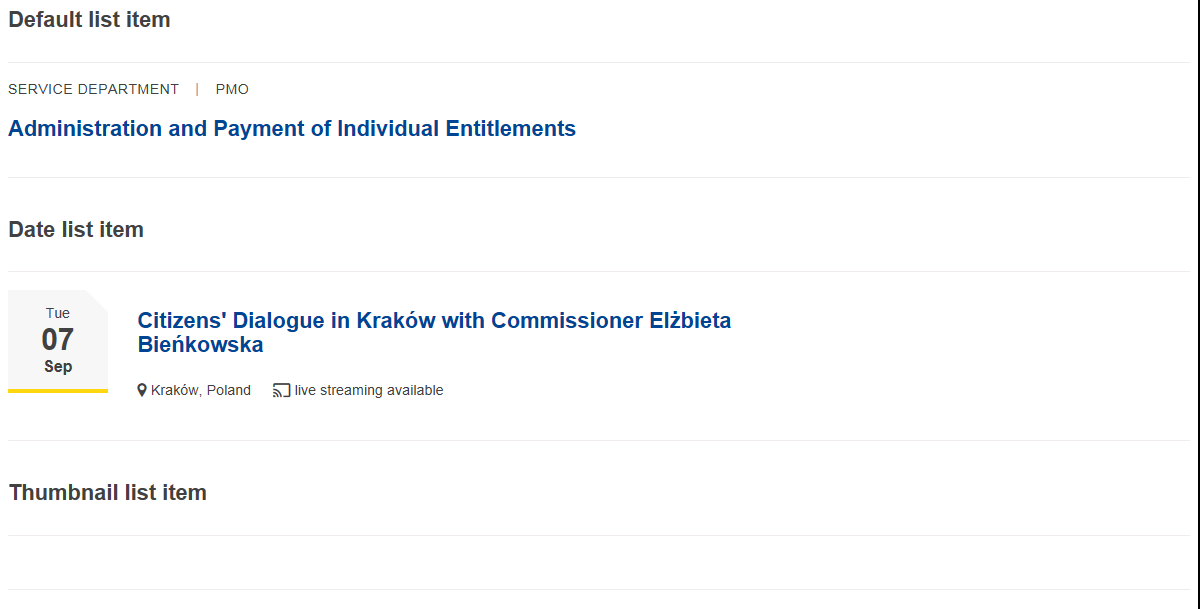 Default list item
SERVICE DEPARTMENT | PMO
Administration and Payment of Individual Entitlements
Date list item
Tue
07
Sep
Citizens' Dialogue in Kraków with Commissioner Elżbieta
Bieńkowska
Kraków, Poland live streaming available
Thumbnail list item